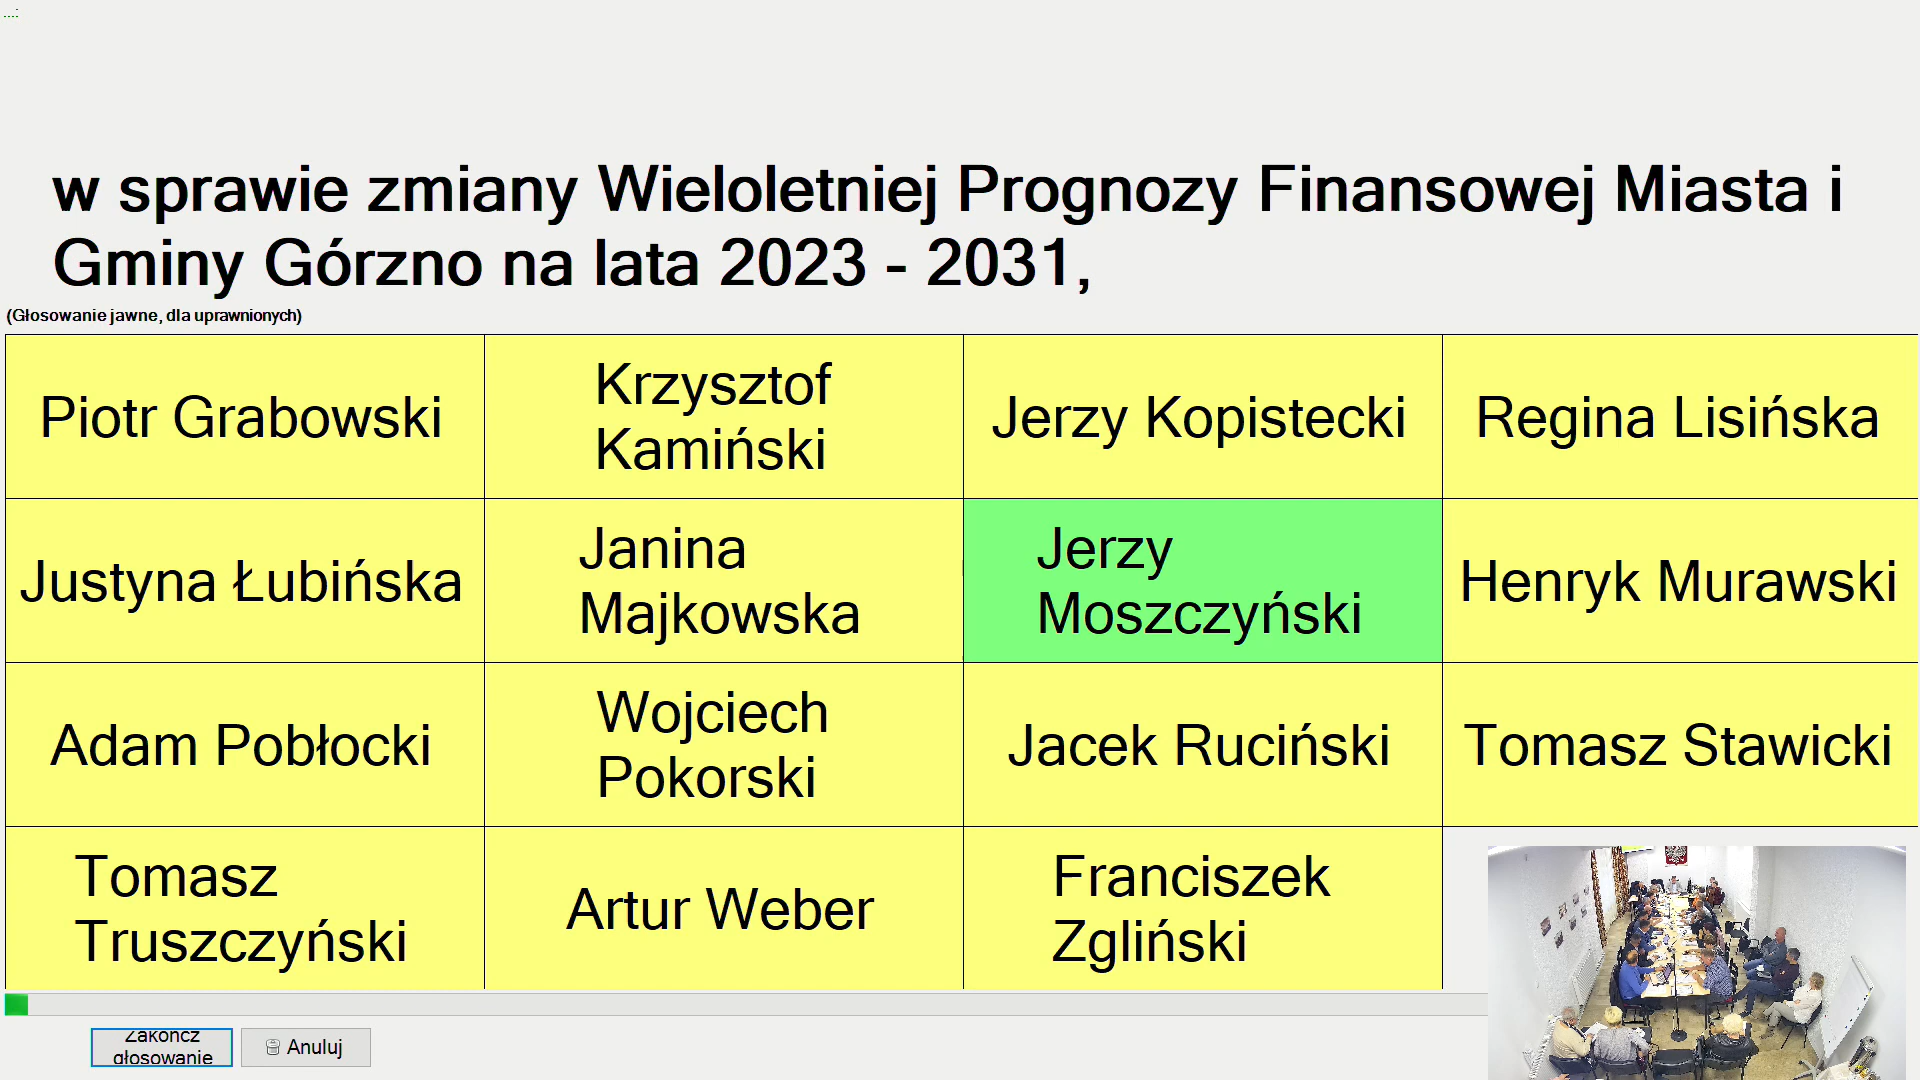 w sprawie zmiany Wieloletniej Prognozy Finansowej Miasta i
Gminy Górzno na lata 2023 - 2031,
(Głosowanie jawne, dla uprawnionych)
Piotr Grabowski
Krzysztof
Kamiński
Jerzy Kopistecki
Regina Lisińska
Justyna Łubińska
Janina
Majkowska
Jerzy
Moszczyński
Henryk Murawski
Adam Pobłocki
Wojciech
Pokorski
Jacek Ruciński
Tomasz Stawicki
Tomasz
Truszczyński
Artur Weber
Franciszek
Zgliński
Zakończ
głosowanie
Anuluj